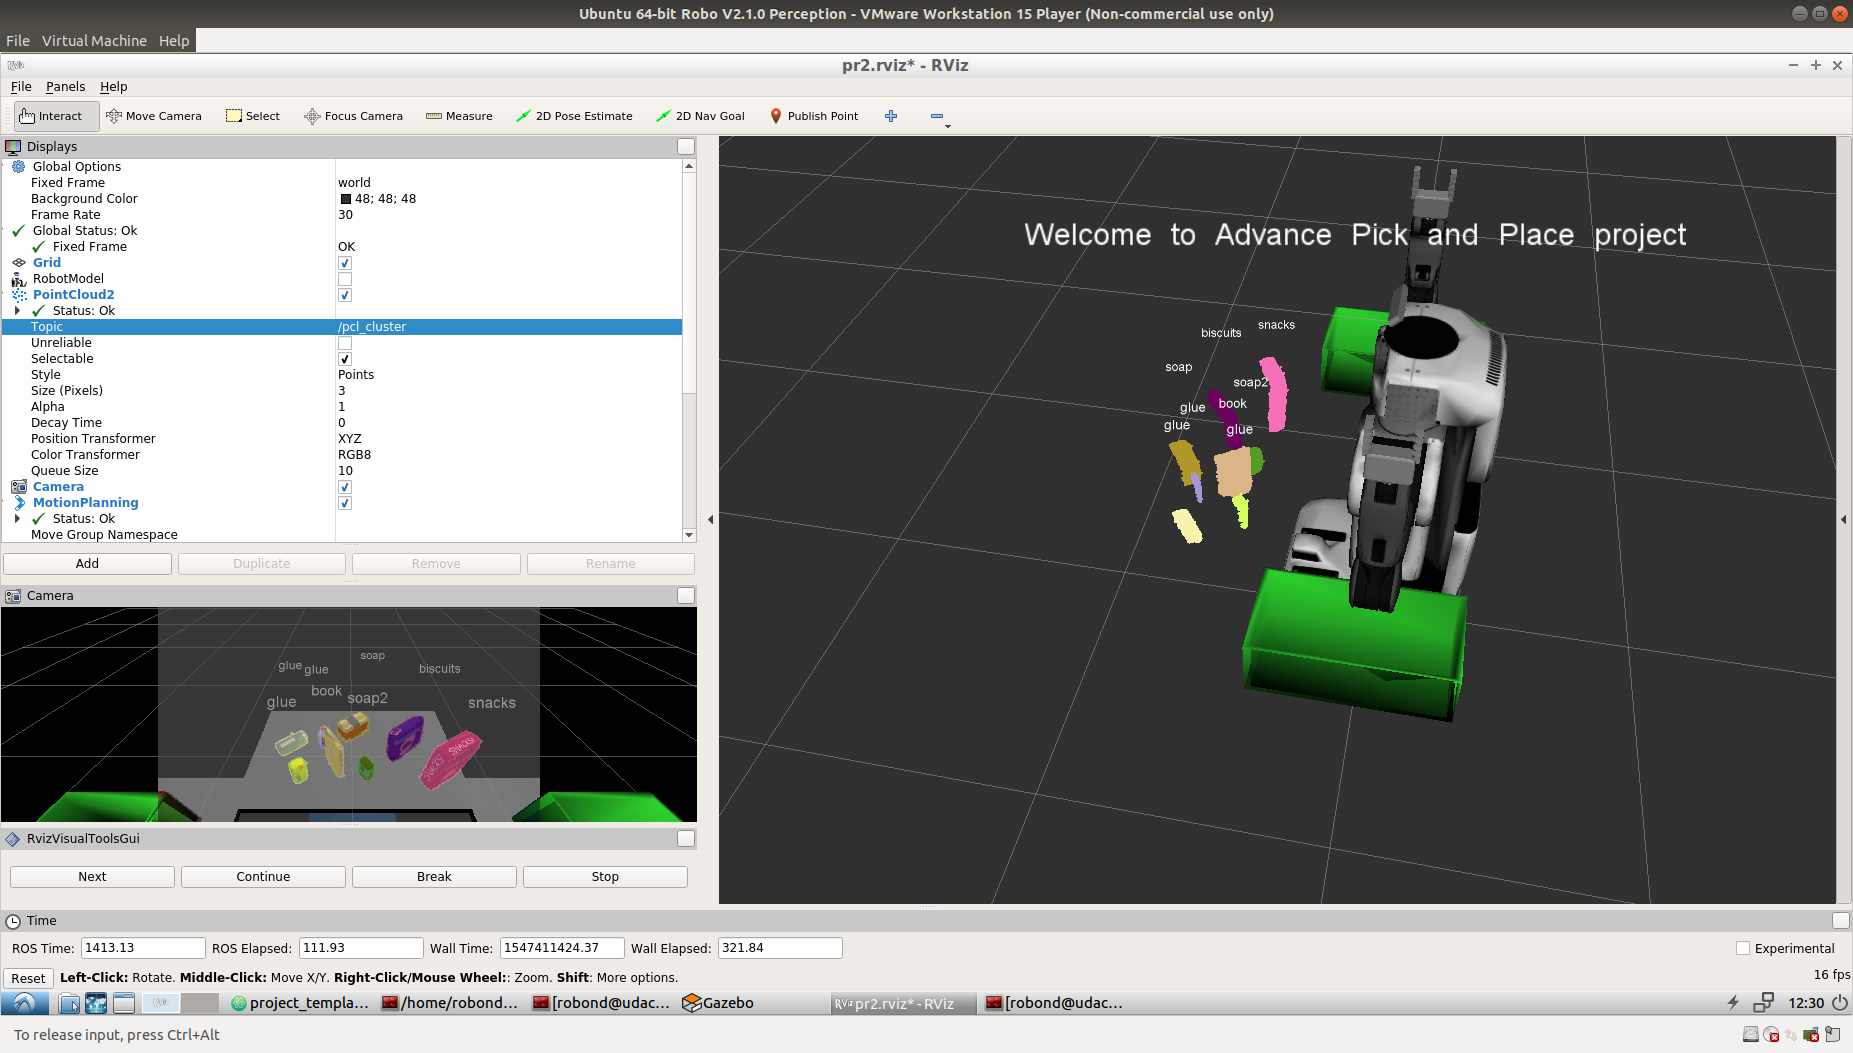 Ubuntu 64-bit Robo V2.1.0 Perception - VMware Workstation 15 Player (Non-commercial use only)
File Virtual Machine Help
pr2.rviz* - RViz
File Panels Help
Interact Move Camera Select Focus Camera Measure 2D Pose Estimate 2D Nav Goal Publish Point
Displays
Global Options
Fixed Frame world
Background Color 48; 48; 48
Frame Rate 30
Global Status: Ok
Fixed Frame OK
Grid
RobotModel
PointCloud2
Status: Ok
Topic /pcl_cluster
Unreliable
Selectable
Style Points
Size (Pixels) 3
Alpha 1
Decay Time 0
Position Transformer XYZ
Color Transformer RGB8
Queue Size 10
Camera
MotionPlanning
Status: Ok
Move Group Namespace
Add Duplicate Remove Rename
Camera
soap
glue glue biscuits
book soap2
glue snacks
SNACKS SNACKS
RvizVisualToolsGui
Next Continue Break Stop
Welcome to Advance Pick and Place project
snacks
biscuits
soap
soap2
glue book
glue glue
Time
ROS Time: 1413.13 ROS Elapsed: 111.93 Wall Time: 1547411424.37 Wall Elapsed: 321.84 Experimental
Reset Left-Click: Rotate. Middle-Click: Move X/Y. Right-Click/Mouse Wheel:: Zoom. Shift: More options. 16 fps
project_templa... /home/robond... [robond@udac... Gazebo RViz pr2.rviz* - RViz [robond@udac... 12:30
To release input, press Ctrl+Alt